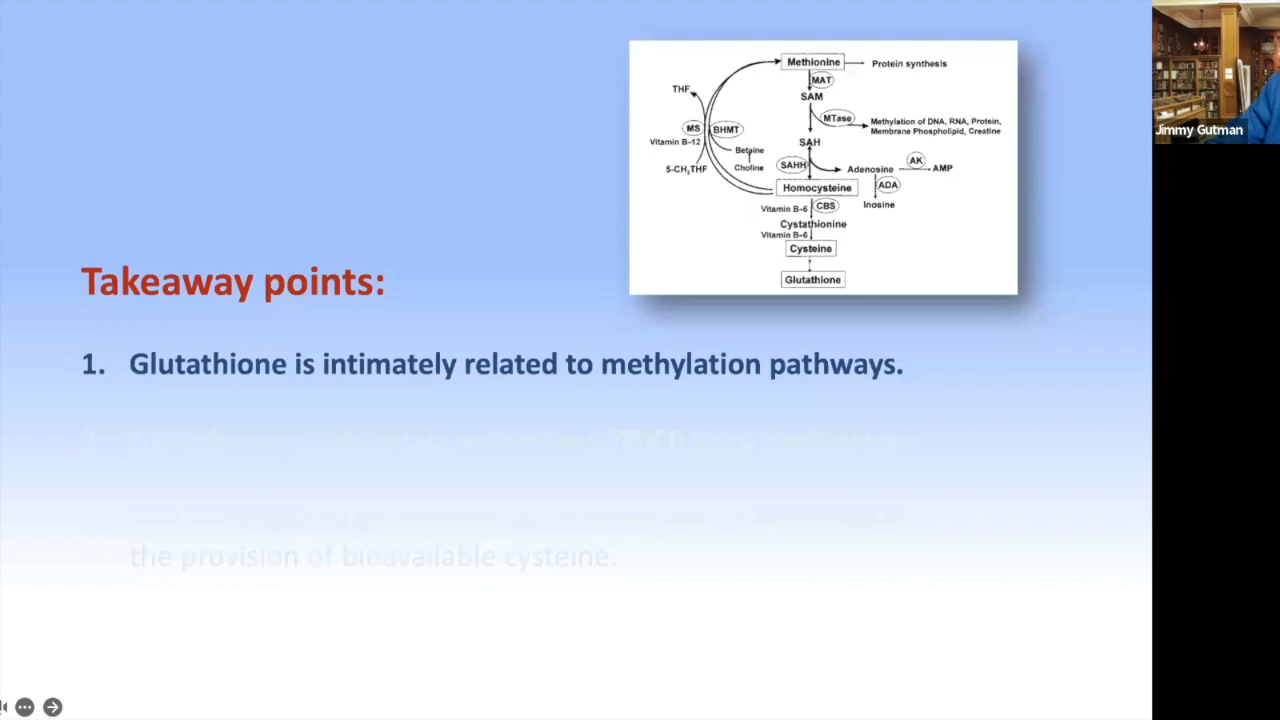 Methionine
Protein synthesis
MAT
THF
SAM
MTase
Methylation of DNA, RNA, Protein,
Membrane Phospholipid, Creatine
MS
BHMT
Vitamin B-12
SAH
Betaine
Choline
5-CH3THF
SAHH
Adenosine
AK
AMP
ADA
Homocysteine
Inosine
Vitamin B-6
CBS
Cystathionine
Vitamin B-6
Cysteine
Glutathione
Jimmy Gutman
Takeaway points:
1. Glutathione is intimately related to methylation pathways.
the provision of bioavailable cysteine.